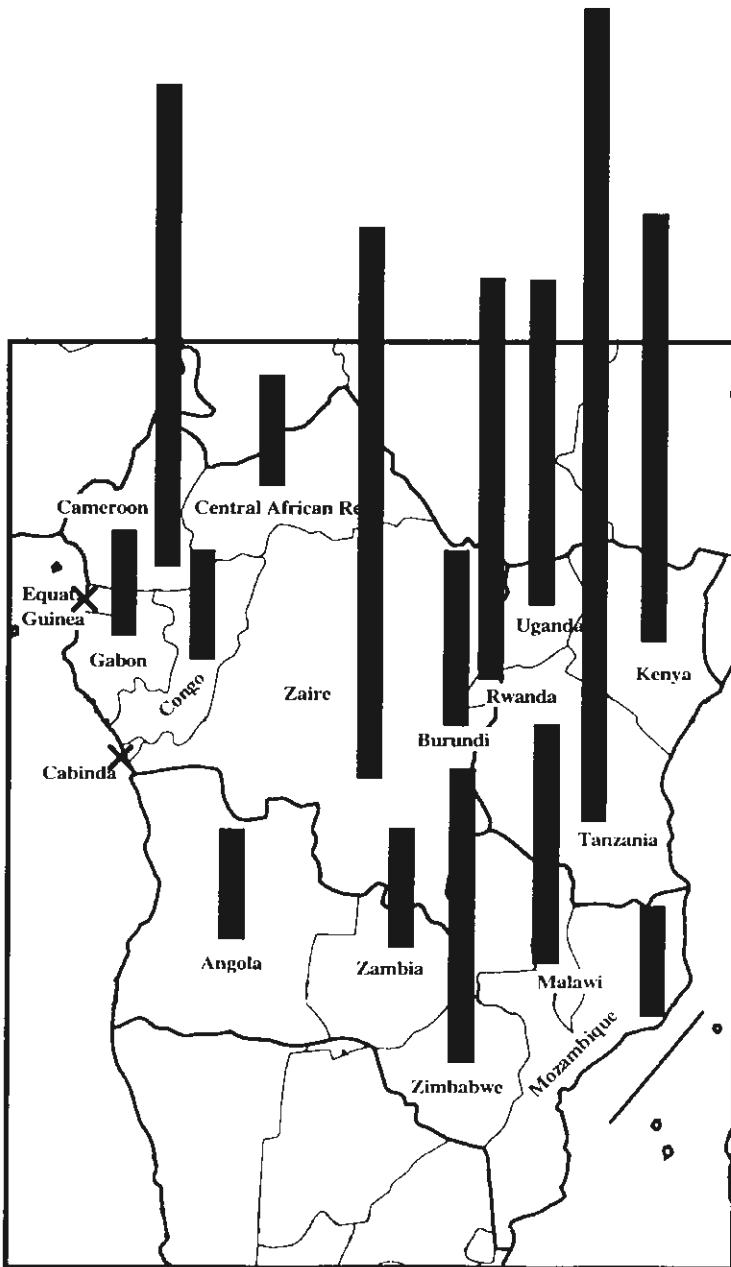 Cameroon
Central African Re
Equat.
Guinea
Uganda
Gabon
Kenya
Congo
Zaire
Rwanda
Burundi
Cabinda
Tanzania
Angola
Zambia
Malawi
Mozambique
Zimbabwe